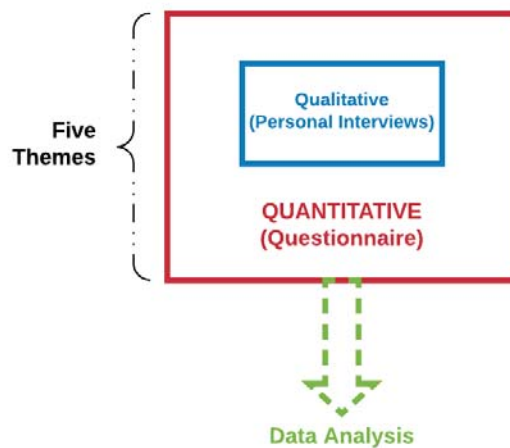 Qualitative
(Personal Interviews)
Five
Themes
QUANTITATIVE
(Questionnaire)
Data Analysis